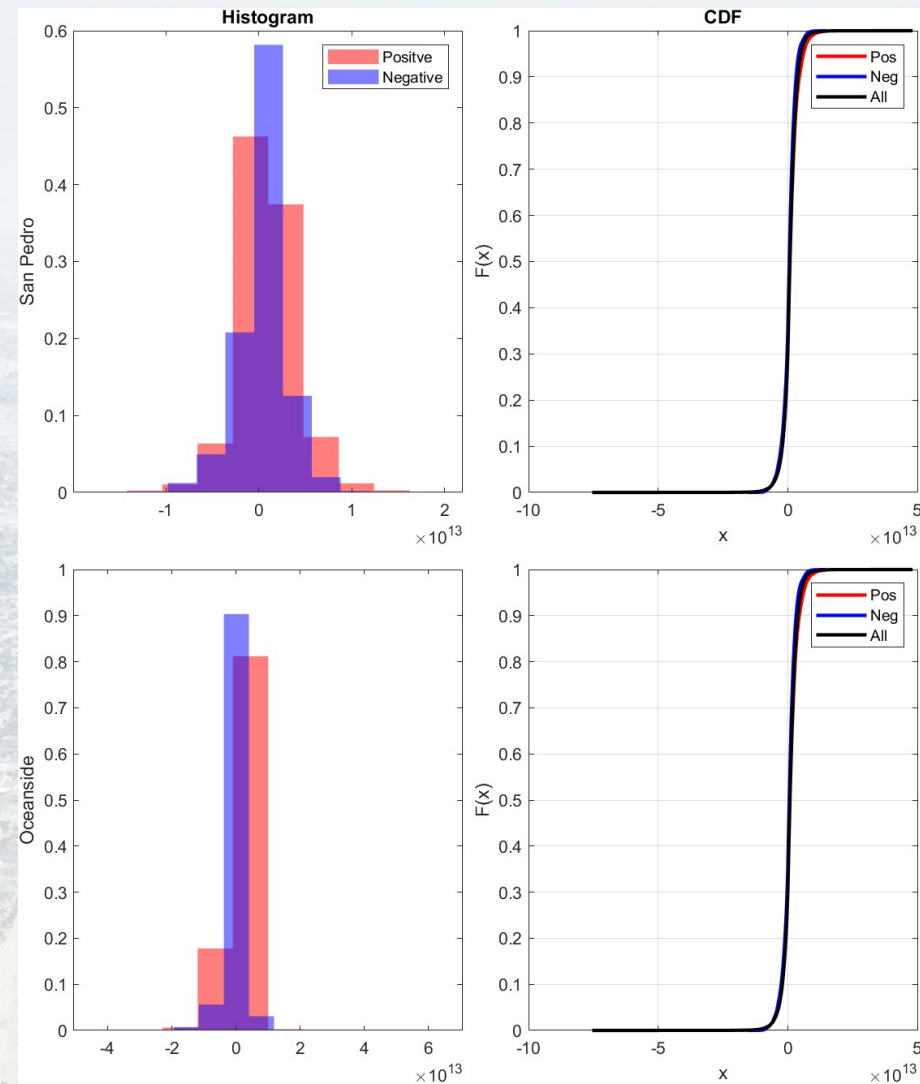 Histogram
CDF
0.6
0.5
0.4
0.3
0.2
0.1
0
San Pedro
-1 0 1 2
×10^13
Positve
Negative
1
0.9
0.8
0.7
0.6
0.5
0.4
0.3
0.2
0.1
0
F(x)
-10 -5 0 5
x
×10^13
Pos
Neg
All
1
0.9
0.8
0.7
0.6
0.5
0.4
0.3
0.2
0.1
0
Oceanside
-4 -2 0 2 4 6
×10^13
1
0.9
0.8
0.7
0.6
0.5
0.4
0.3
0.2
0.1
0
F(x)
-10 -5 0 5
x
×10^13
Pos
Neg
All